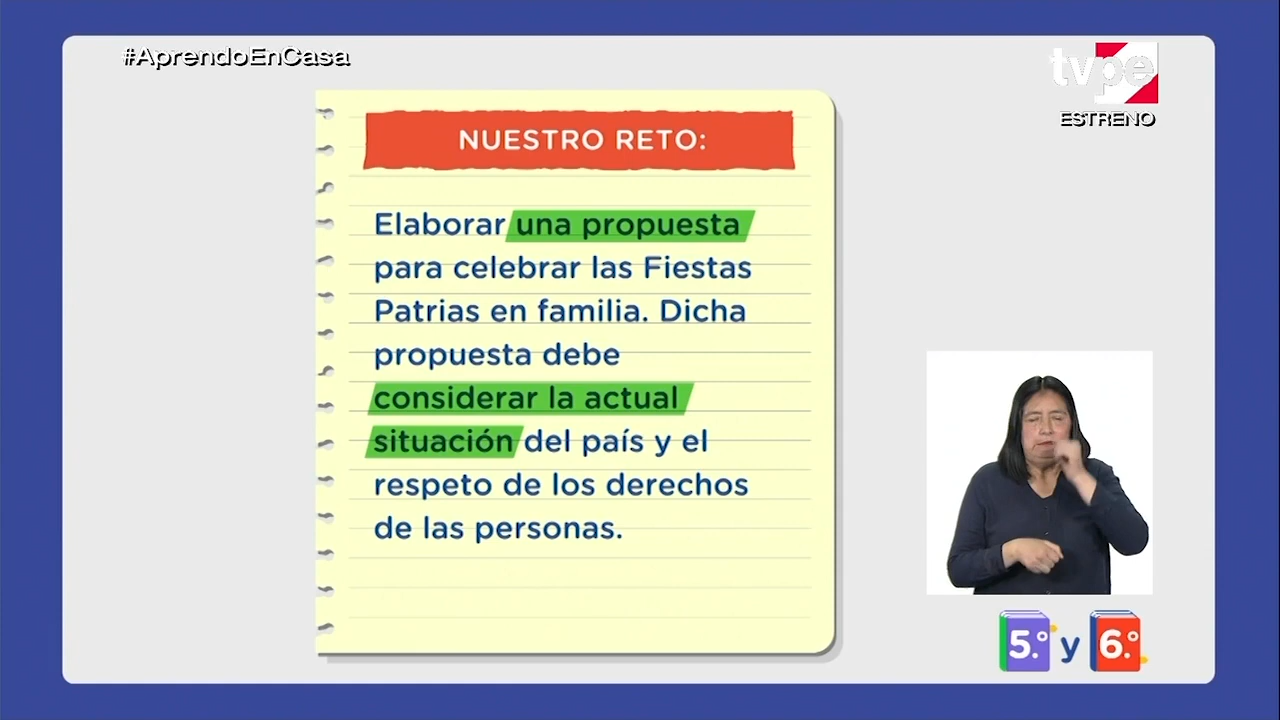 #AprendoEnCasa
tvpe
ESTRENO
NUESTRO RETO:
Elaborar una propuesta
para celebrar las Fiestas
Patrias en familia. Dicha
propuesta debe
considerar la actual
situación del país y el
respeto de los derechos
de las personas.
5.º y 6.º